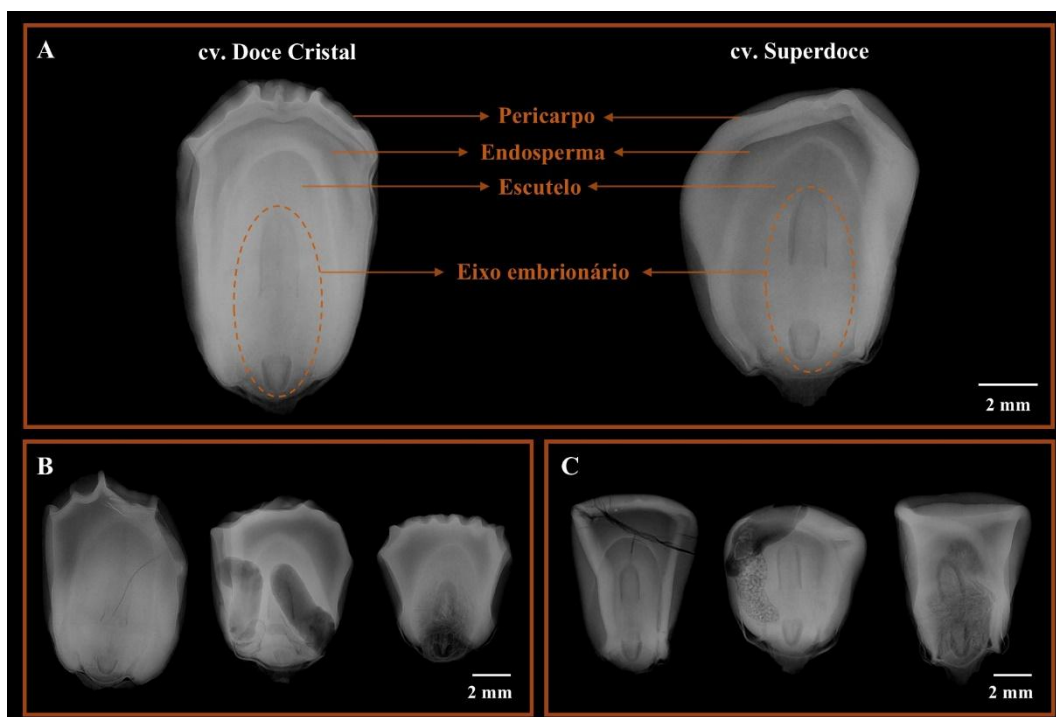 A
cv. Doce Cristal
cv. Superdoce
Pericarpo
Endosperma
Escutelo
Eixo embrionário
2 mm
B
2 mm
C
2 mm